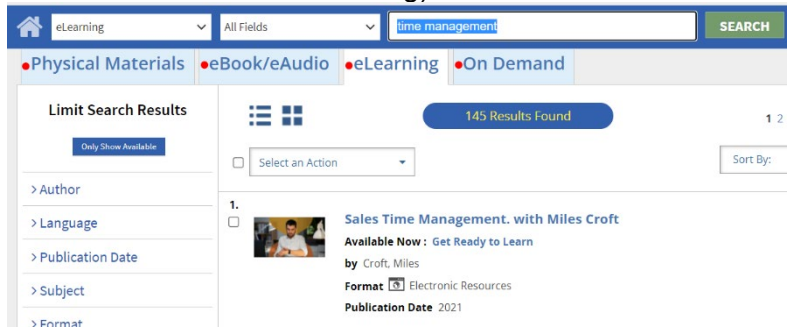 eLearning All Fields time management SEARCH
Physical Materials eBook/eAudio eLearning On Demand
Limit Search Results
Only Show Available
> Author
> Language
> Publication Date
> Subject
> Format
145 Results Found
1 2
Select an Action
Sort By:
1.
Sales Time Management. with Miles Croft
Available Now : Get Ready to Learn
by Croft, Miles
Format Electronic Resources
Publication Date 2021